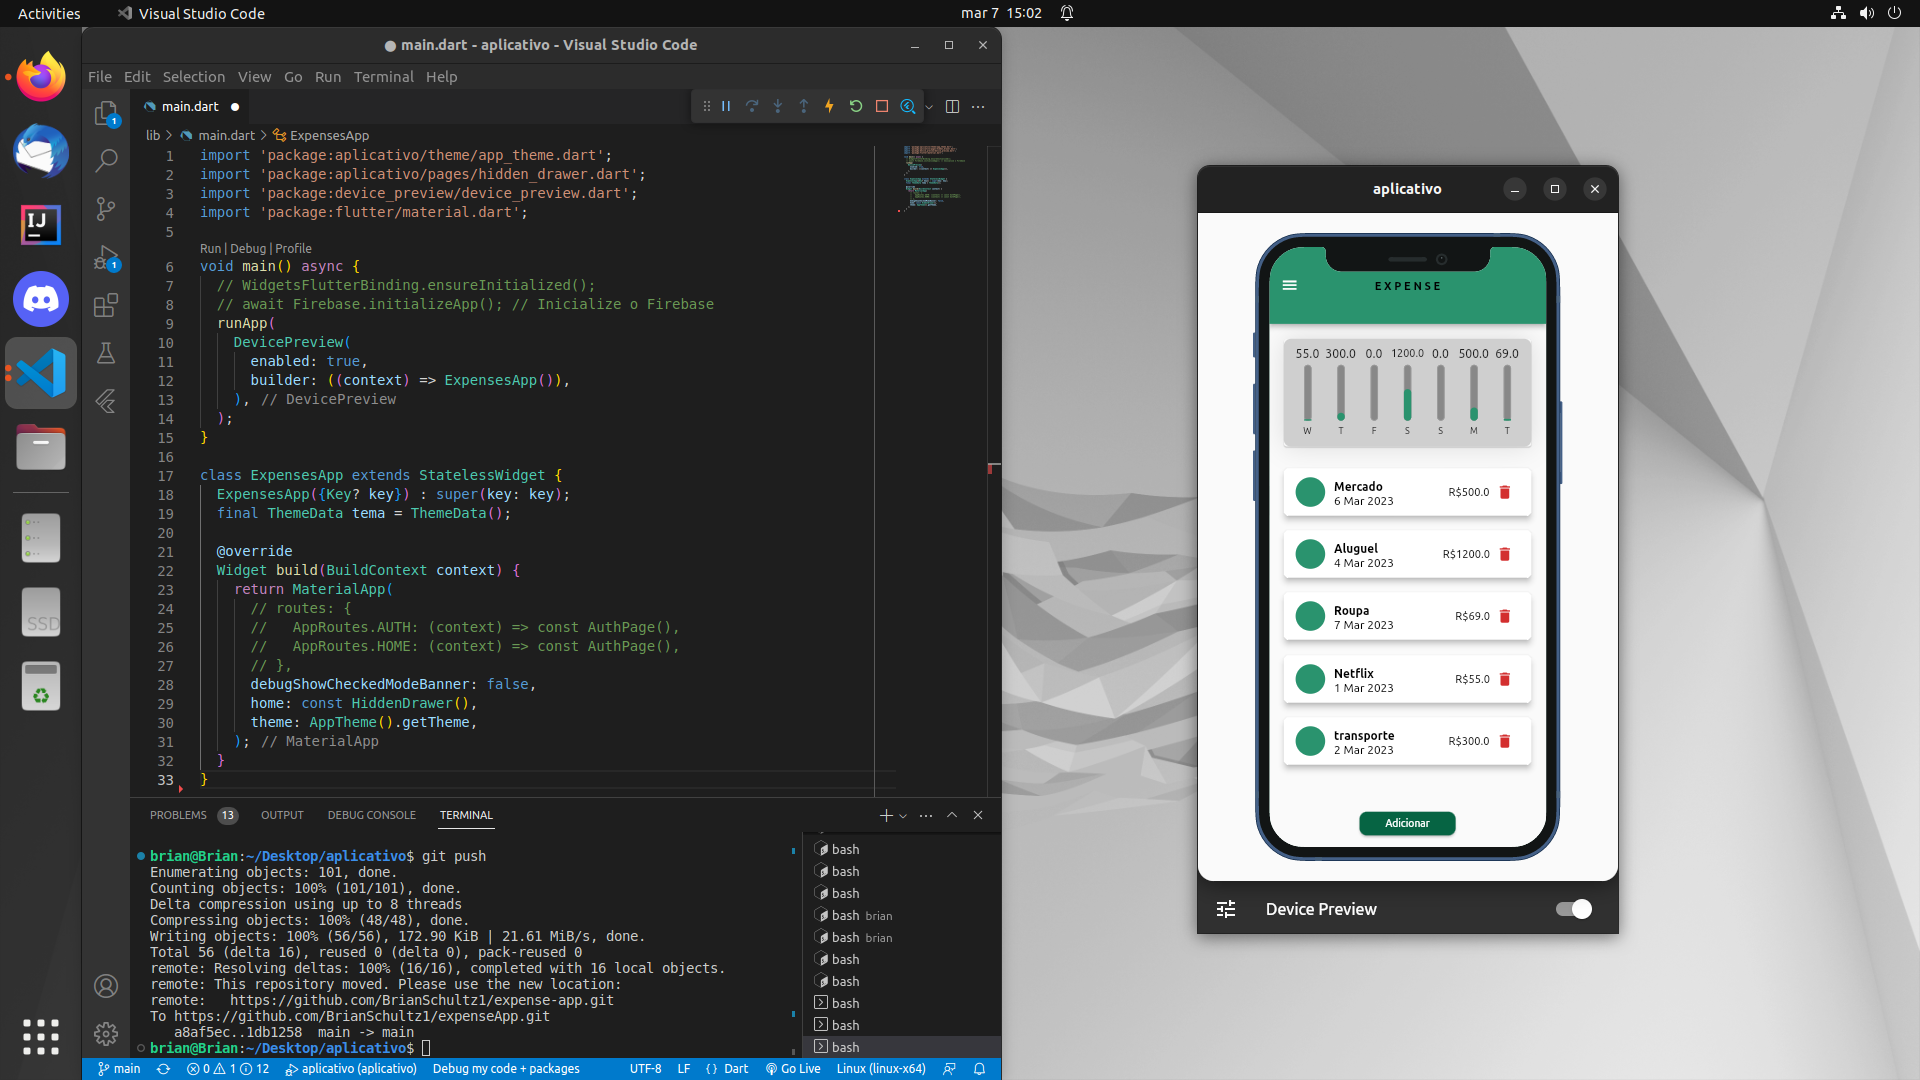 Activities
Visual Studio Code
mar 7 15:02
● main.dart - aplicativo - Visual Studio Code
File Edit Selection View Go Run Terminal Help
main.dart
lib > main.dart > ExpensesApp
1 import 'package:aplicativo/theme/app_theme.dart';
2 import 'package:aplicativo/pages/hidden_drawer.dart';
3 import 'package:device_preview/device_preview.dart';
4 import 'package:flutter/material.dart';
5
Run | Debug | Profile
6 void main() async {
7 // WidgetsFlutterBinding.ensureInitialized();
8 // await Firebase.initializeApp(); // Inicialize o Firebase
9 runApp(
10 DevicePreview(
11 enabled: true,
12 builder: ((context) => ExpensesApp()),
13 ), // DevicePreview
14 );
15 }
16
17 class ExpensesApp extends StatelessWidget {
18 ExpensesApp({Key? key}) : super(key: key);
19 final ThemeData tema = ThemeData();
20
21 @override
22 Widget build(BuildContext context) {
23 return MaterialApp(
24 // routes: {
25 //   AppRoutes.AUTH: (context) => const AuthPage(),
26 //   AppRoutes.HOME: (context) => const AuthPage(),
27 // },
28 debugShowCheckedModeBanner: false,
29 home: const HiddenDrawer(),
30 theme: AppTheme().getTheme,
31 ); // MaterialApp
32 }
33 }
PROBLEMS 13 OUTPUT DEBUG CONSOLE TERMINAL
brian@Brian:~/Desktop/aplicativo$ git push
Enumerating objects: 101, done.
Counting objects: 100% (101/101), done.
Delta compression using up to 8 threads
Compressing objects: 100% (48/48), done.
Writing objects: 100% (56/56), 172.90 KiB | 21.61 MiB/s, done.
Total 56 (delta 16), reused 0 (delta 0), pack-reused 0
remote: Resolving deltas: 100% (16/16), completed with 16 local objects.
remote: This repository moved. Please use the new location:
remote:   https://github.com/BrianSchultz1/expense-app.git
To https://github.com/BrianSchultz1/expenseApp.git
a8af5ec..1db1258  main -> main
brian@Brian:~/Desktop/aplicativo$
bash
bash
bash
bash brian
bash brian
bash
bash
bash
bash
bash
main 0 1 12 aplicativo (aplicativo) Debug my code + packages UTF-8 LF {} Dart Go Live Linux (linux-x64)
1
1
IJ
SSD
aplicativo
EXPENSE
55.0 300.0 0.0 1200.0 0.0 500.0 69.0
W T F S S M T
Mercado
6 Mar 2023
R$500.0
Aluguel
4 Mar 2023
R$1200.0
Roupa
7 Mar 2023
R$69.0
Netflix
1 Mar 2023
R$55.0
transporte
2 Mar 2023
R$300.0
Adicionar
Device Preview